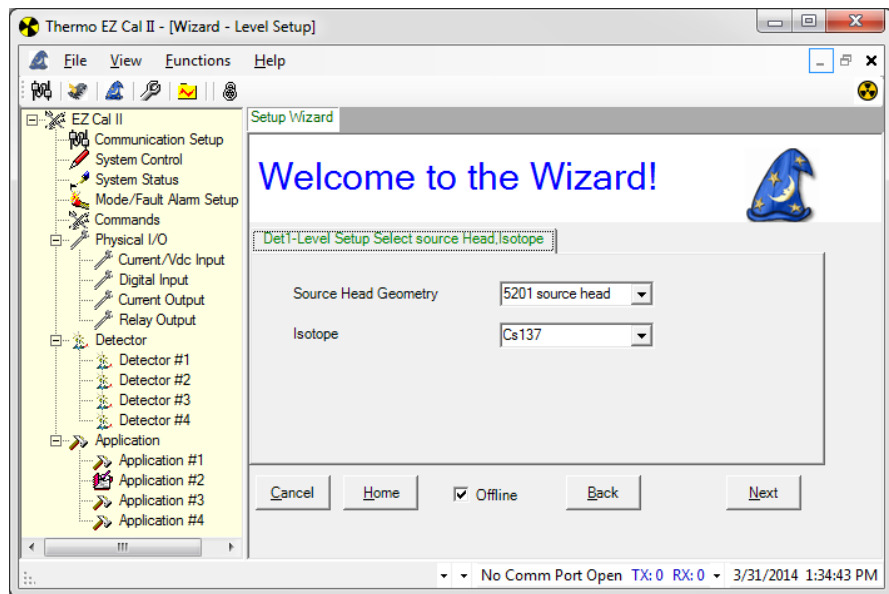 Thermo EZ Cal II - [Wizard - Level Setup]
File View Functions Help
EZ Cal II
Communication Setup
System Control
System Status
Mode/Fault Alarm Setup
Commands
Physical I/O
Current/Vdc Input
Digital Input
Current Output
Relay Output
Detector
Detector #1
Detector #2
Detector #3
Detector #4
Application
Application #1
Application #2
Application #3
Application #4
Setup Wizard
Welcome to the Wizard!
Det1-Level Setup Select source Head,Isotope
Source Head Geometry 5201 source head
Isotope Cs137
Cancel Home Offline Back Next
No Comm Port Open TX: 0 RX: 0 3/31/2014 1:34:43 PM